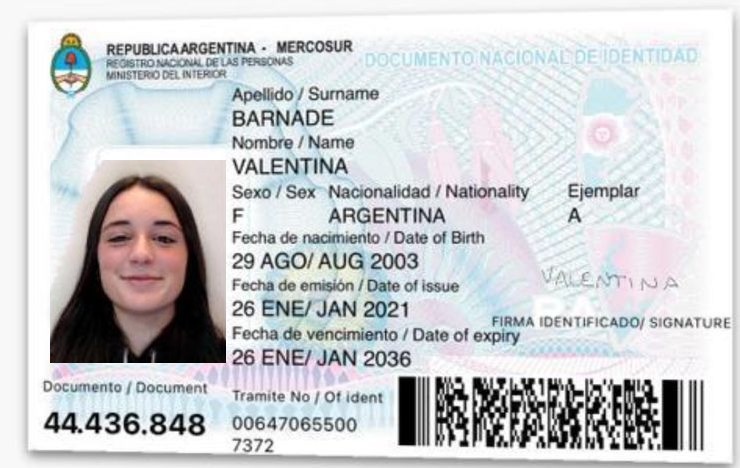 REPUBLICA ARGENTINA - MERCOSUR
REGISTRO NACIONAL DE LAS PERSONAS
MINISTERIO DEL INTERIOR
DOCUMENTO NACIONAL DE IDENTIDAD
Apellido / Surname
BARNADE
Nombre / Name
VALENTINA
Sexo / Sex Nacionalidad / Nationality Ejemplar
F ARGENTINA A
Fecha de nacimiento / Date of Birth
29 AGO/ AUG 2003
Fecha de emisión / Date of issue
26 ENE/ JAN 2021
VALENTINA
FIRMA IDENTIFICADO/ SIGNATURE
Fecha de vencimiento / Date of expiry
26 ENE/ JAN 2036
Documento / Document
44.436.848
Tramite No / Of ident
00647065500
7372